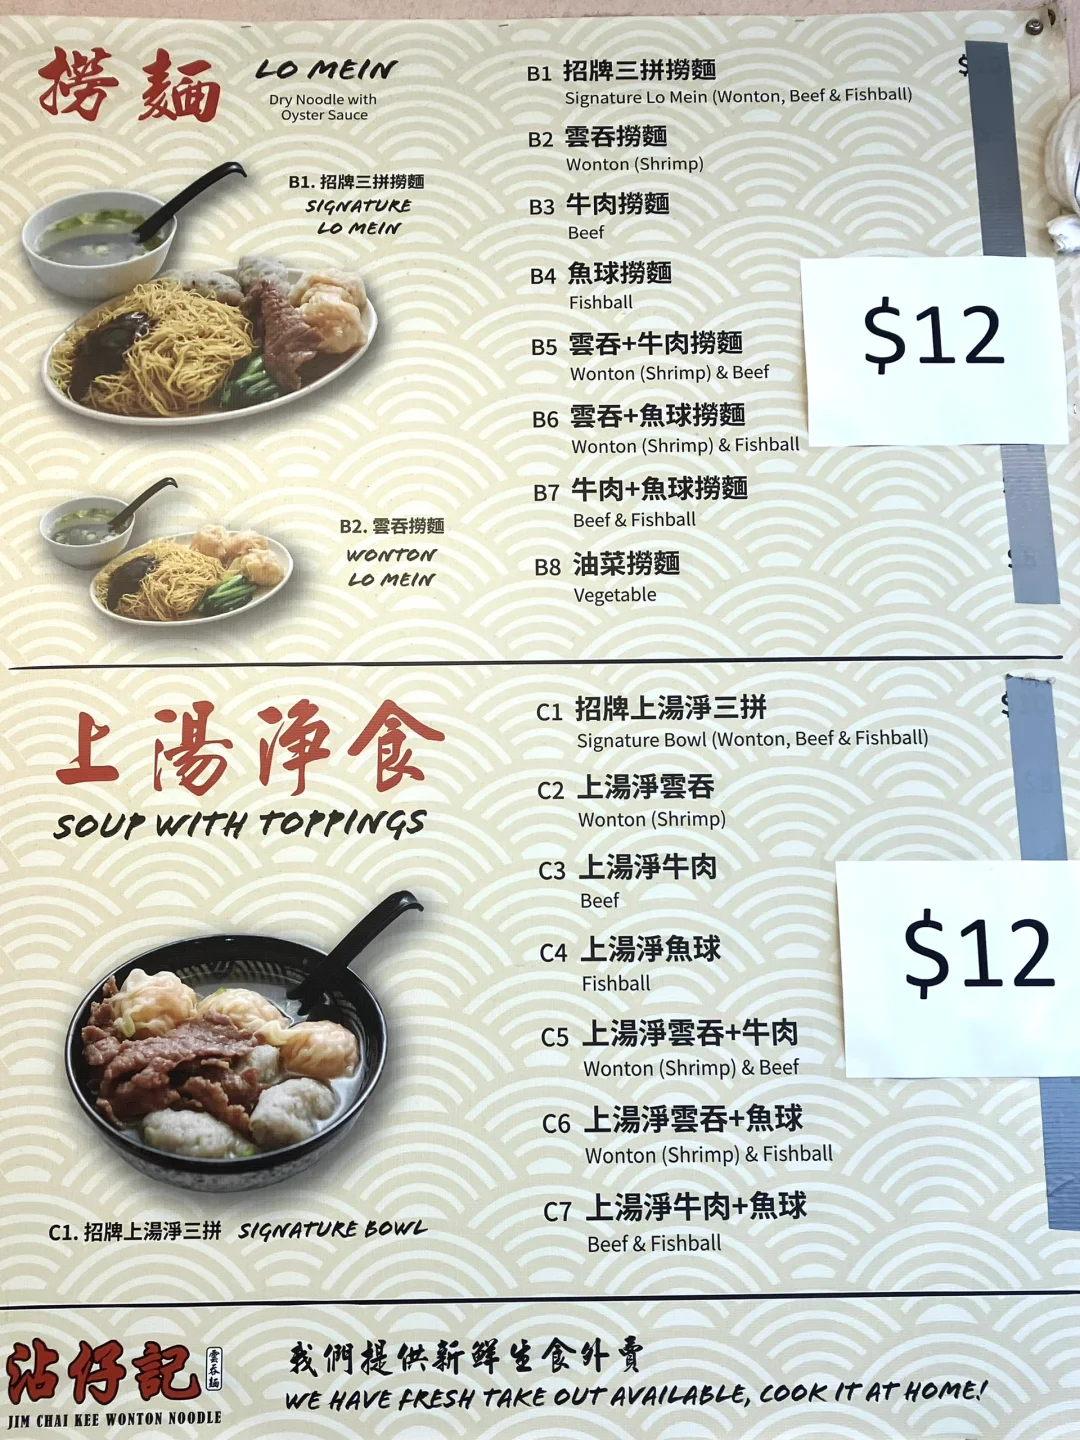 撈麵 LO MEIN
Dry Noodle with
Oyster Sauce
B1. 招牌三拼撈麵
SIGNATURE
LO MEIN
B2. 雲吞撈麵
WONTON
LO MEIN
B1 招牌三拼撈麵
Signature Lo Mein (Wonton, Beef & Fishball)
B2 雲吞撈麵
Wonton (Shrimp)
B3 牛肉撈麵
Beef
B4 魚球撈麵
Fishball
B5 雲吞+牛肉撈麵
Wonton (Shrimp) & Beef
B6 雲吞+魚球撈麵
Wonton (Shrimp) & Fishball
B7 牛肉+魚球撈麵
Beef & Fishball
B8 油菜撈麵
Vegetable
$12
上湯淨食
SOUP WITH TOPPINGS
C1. 招牌上湯淨三拼 SIGNATURE BOWL
C1 招牌上湯淨三拼
Signature Bowl (Wonton, Beef & Fishball)
C2 上湯淨雲吞
Wonton (Shrimp)
C3 上湯淨牛肉
Beef
C4 上湯淨魚球
Fishball
C5 上湯淨雲吞+牛肉
Wonton (Shrimp) & Beef
C6 上湯淨雲吞+魚球
Wonton (Shrimp) & Fishball
C7 上湯淨牛肉+魚球
Beef & Fishball
$12
沾仔記 雲吞麵
JIM CHAI KEE WONTON NOODLE
我們提供新鮮生食外賣
WE HAVE FRESH TAKE OUT AVAILABLE, COOK IT AT HOME!